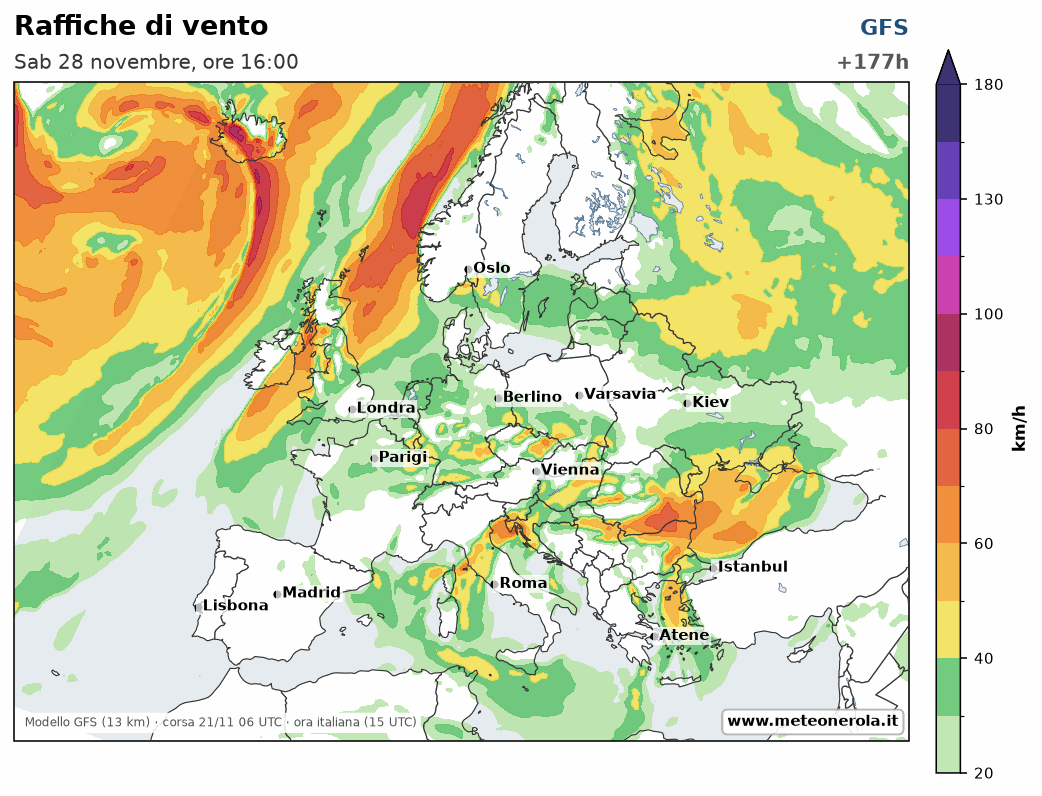 Raffiche di vento
GFS
Sab 28 novembre, ore 16:00
+177h
180
130
100
80
60
40
20
km/h
Oslo
Berlino
Varsavia
Kiev
Londra
Parigi
Vienna
Istanbul
Roma
Madrid
Lisbona
Atene
Modello GFS (13 km) · corsa 21/11 06 UTC · ora italiana (15 UTC)
www.meteonerola.it